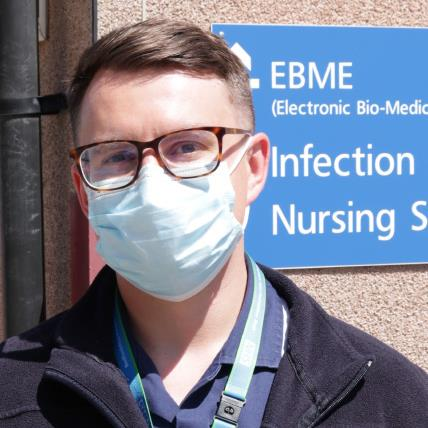 EBME
(Electronic Bio-Medic
Infection
Nursing S